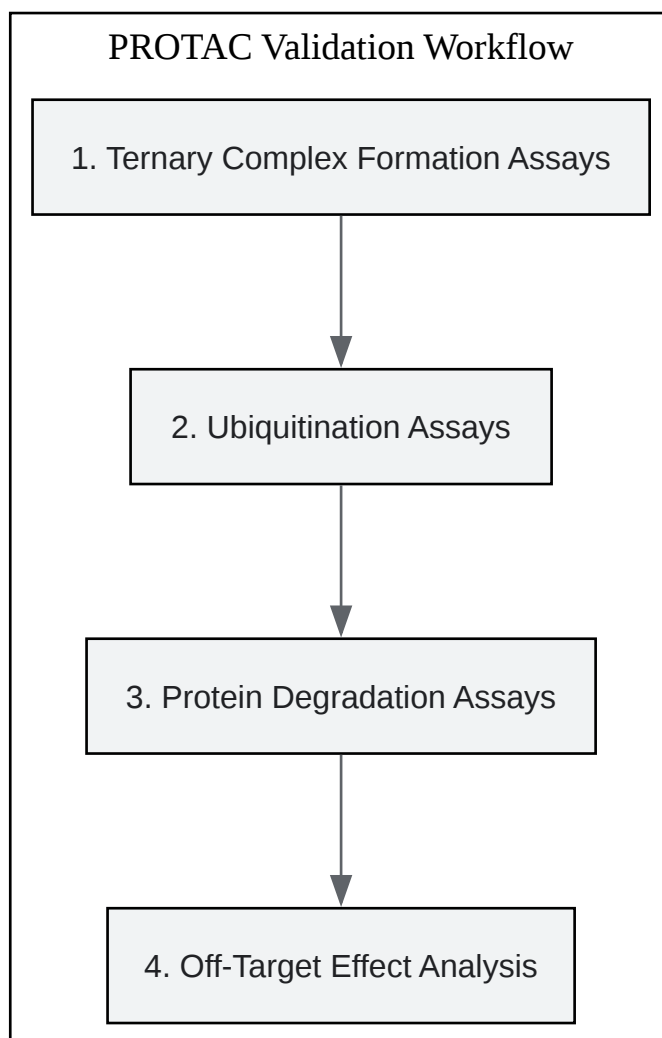 PROTAC Validation Workflow
1. Ternary Complex Formation Assays
2. Ubiquitination Assays
3. Protein Degradation Assays
4. Off-Target Effect Analysis